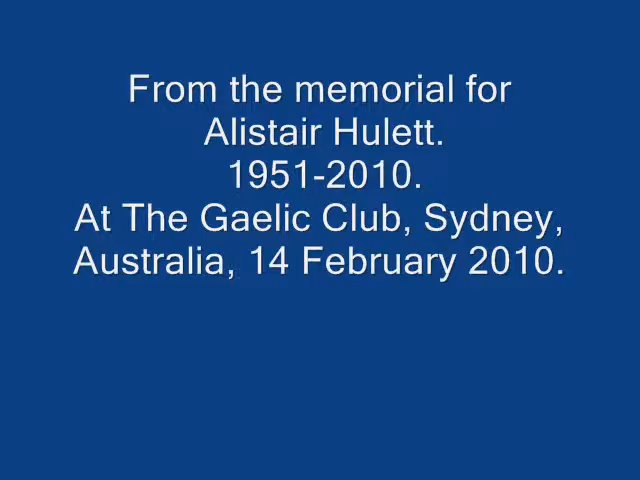 From the memorial for
Alistair Hulett.
1951-2010.
At The Gaelic Club, Sydney,
Australia, 14 February 2010.